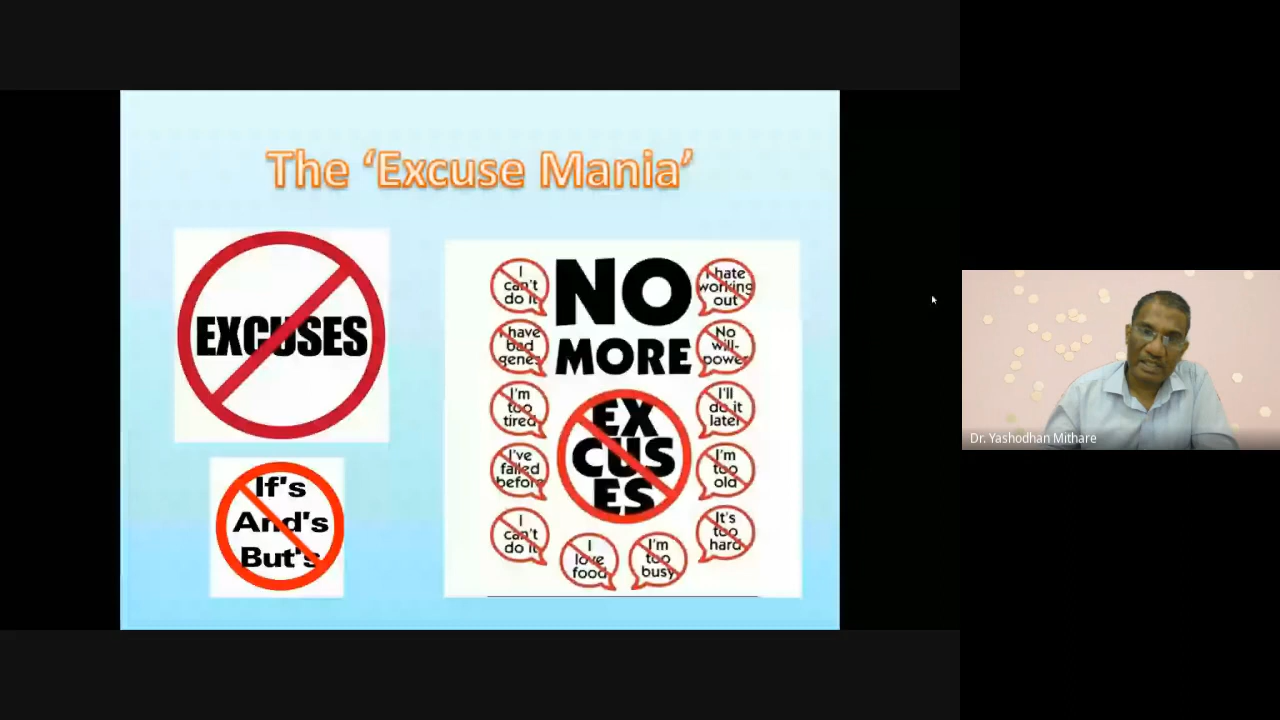 The ‘Excuse Mania’
EXCUSES
If's
And's
But's
NO
MORE
EX
CUS
ES
I
can't
do it
I have
bad
genes
I'm
too
tired
I've
failed
before
I
can't
do it
I
love
food
I'm
too
busy
It's
too
hard
I'm
too
old
I'll
do it
later
No
will-
power
I hate
working
out
Dr. Yashodhan Mithare